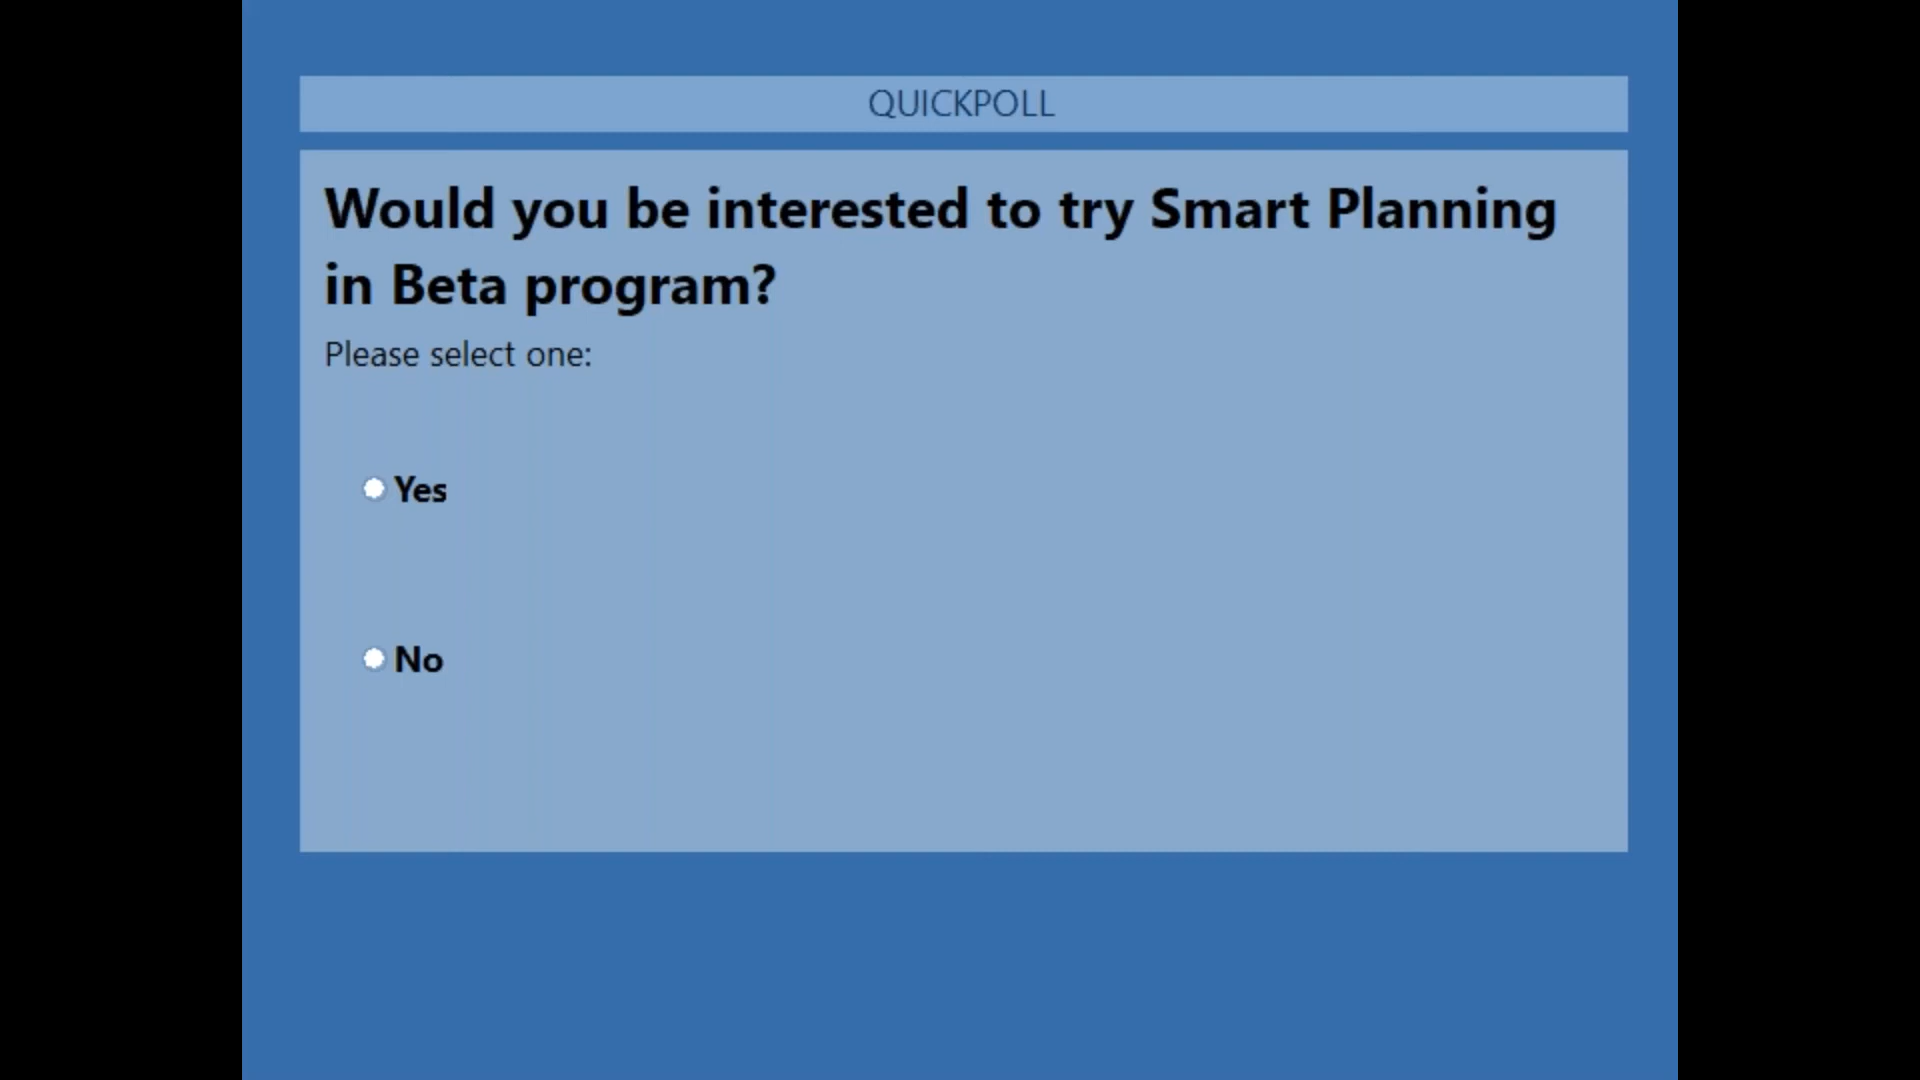 QUICKPOLL
Would you be interested to try Smart Planning
in Beta program?
Please select one:
Yes
No